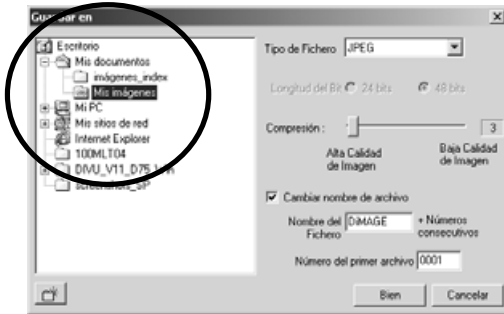 Guardar en
Escritorio
Mis documentos
imágenes_index
Mis imágenes
Mi PC
Mis sitios de red
Internet Explorer
100MLT04
DIVU_V11_D75_Win
screenshots_SP
Tipo de Fichero JPEG
Longitud del Bit 24 bits 48 bits
Compresión : 3
Alta Calidad de Imagen
Baja Calidad de Imagen
Cambiar nombre de archivo
Nombre del Fichero DiMAGE + Números consecutivos
Número del primer archivo 0001
Bien Cancelar